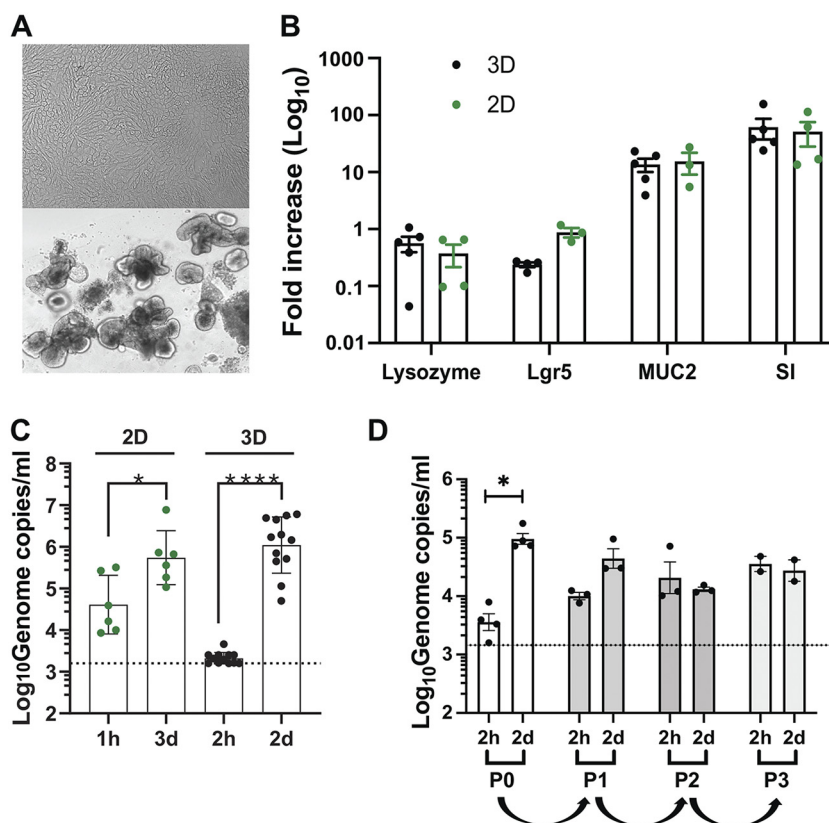 A
B
Fold increase (Log10)
1000
100
10
1
0.1
0.01
3D
2D
Lysozyme Lgr5 MUC2 SI
C
2D 3D
* ****
Log10Genome copies/ml
8
7
6
5
4
3
2
1h 3d 2h 2d
D
*
Log10Genome copies/ml
6
5
4
3
2
2h 2d 2h 2d 2h 2d 2h 2d
P0 P1 P2 P3